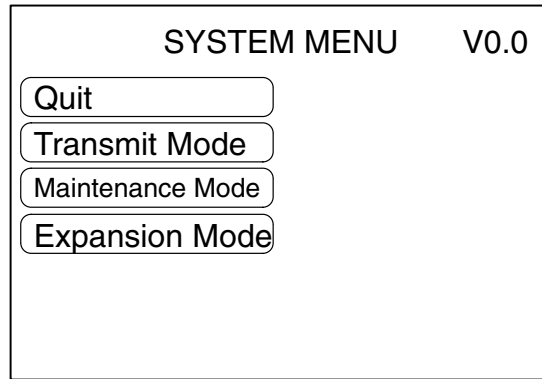 SYSTEM MENU V0.0
Quit
Transmit Mode
Maintenance Mode
Expansion Mode